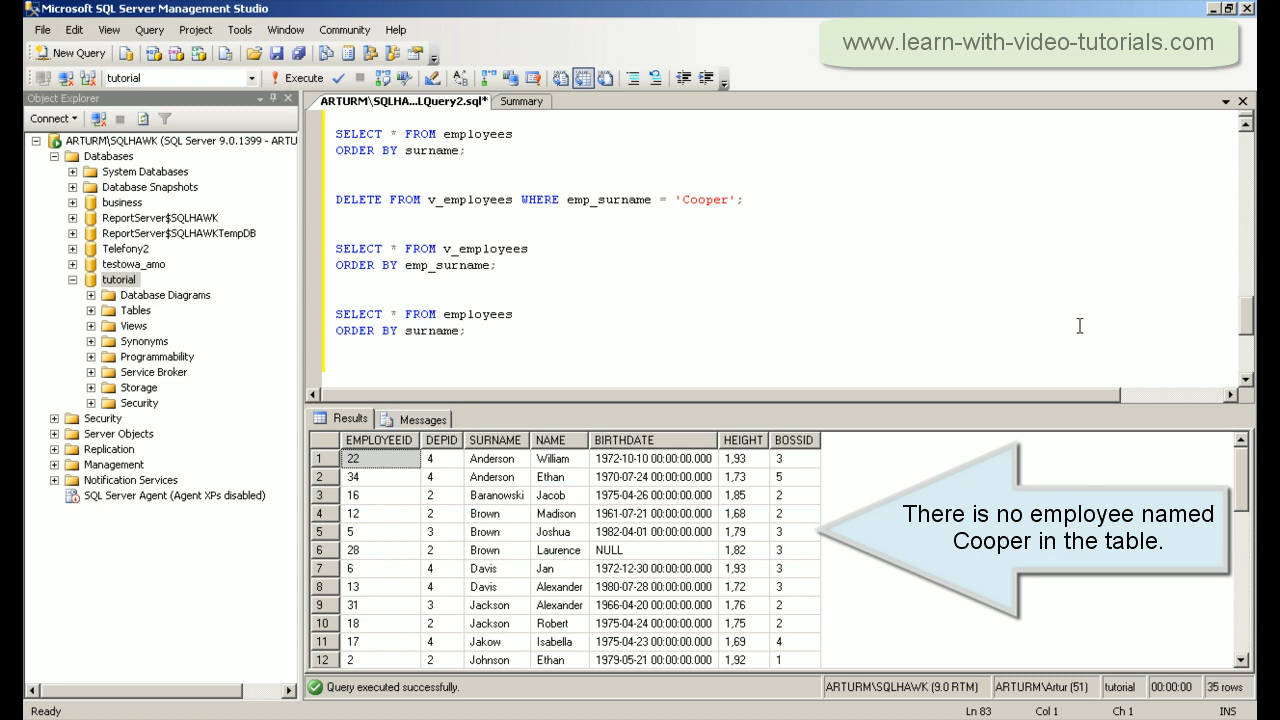 Microsoft SQL Server Management Studio
File Edit View Query Project Tools Window Community Help
www.learn-with-video-tutorials.com
New Query
tutorial Execute
Object Explorer
ARTURM\SQLHA...LQuery2.sql* Summary
Connect
ARTURM\SQLHAWK (SQL Server 9.0.1399 - ARTU
Databases
System Databases
Database Snapshots
business
ReportServer$SQLHAWK
ReportServer$SQLHAWKTempDB
Telefony2
testowa_amo
tutorial
Database Diagrams
Tables
Views
Synonyms
Programmability
Service Broker
Storage
Security
Security
Server Objects
Replication
Management
Notification Services
SQL Server Agent (Agent XPs disabled)
SELECT * FROM employees
ORDER BY surname;
DELETE FROM v_employees WHERE emp_surname = 'Cooper';
SELECT * FROM v_employees
ORDER BY emp_surname;
SELECT * FROM employees
ORDER BY surname;
Results Messages
EMPLOYEEID DEPID SURNAME NAME BIRTHDATE HEIGHT BOSSID
1 22 4 Anderson William 1972-10-10 00:00:00.000 1,93 3
2 34 4 Anderson Ethan 1970-07-24 00:00:00.000 1,73 5
3 16 2 Baranowski Jacob 1975-04-26 00:00:00.000 1,85 2
4 12 2 Brown Madison 1961-07-21 00:00:00.000 1,68 2
5 5 3 Brown Joshua 1982-04-01 00:00:00.000 1,79 3
6 28 2 Brown Laurence NULL 1,82 3
7 6 4 Davis Jan 1972-12-30 00:00:00.000 1,93 3
8 13 4 Davis Alexander 1980-07-28 00:00:00.000 1,72 3
9 31 3 Jackson Alexander 1966-04-20 00:00:00.000 1,76 2
10 18 2 Jackson Robert 1975-04-24 00:00:00.000 1,75 2
11 17 4 Jakow Isabella 1975-04-23 00:00:00.000 1,69 4
12 2 2 Johnson Ethan 1979-05-21 00:00:00.000 1,92 1
There is no employee named
Cooper in the table.
Query executed successfully. ARTURM\SQLHAWK (9.0 RTM) ARTURM\Artur (51) tutorial 00:00:00 35 rows
Ready Ln 83 Col 1 Ch 1 INS